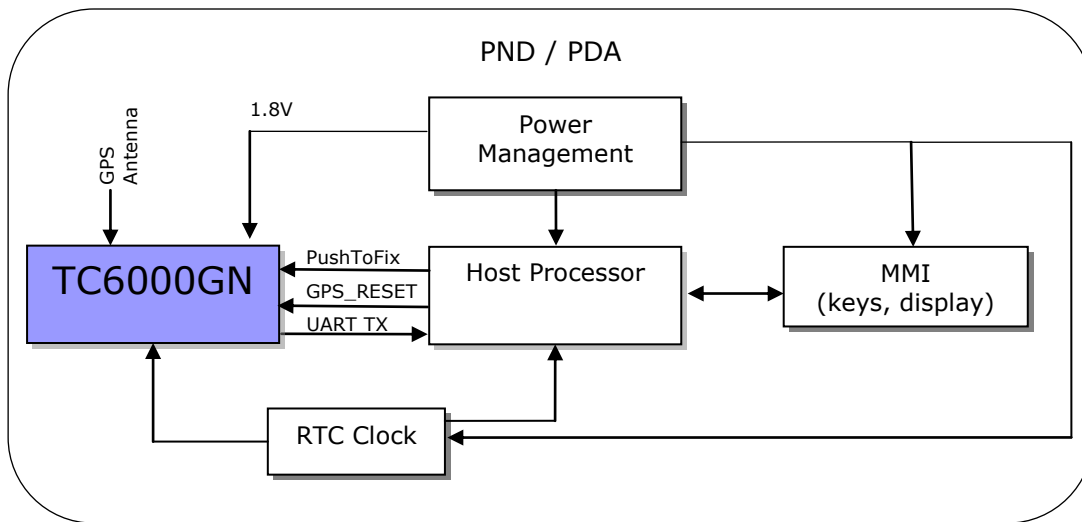 PND / PDA
1.8V
Power
Management
GPS
Antenna
TC6000GN
PushToFix
GPS_RESET
UART TX
Host Processor
MMI
(keys, display)
RTC Clock